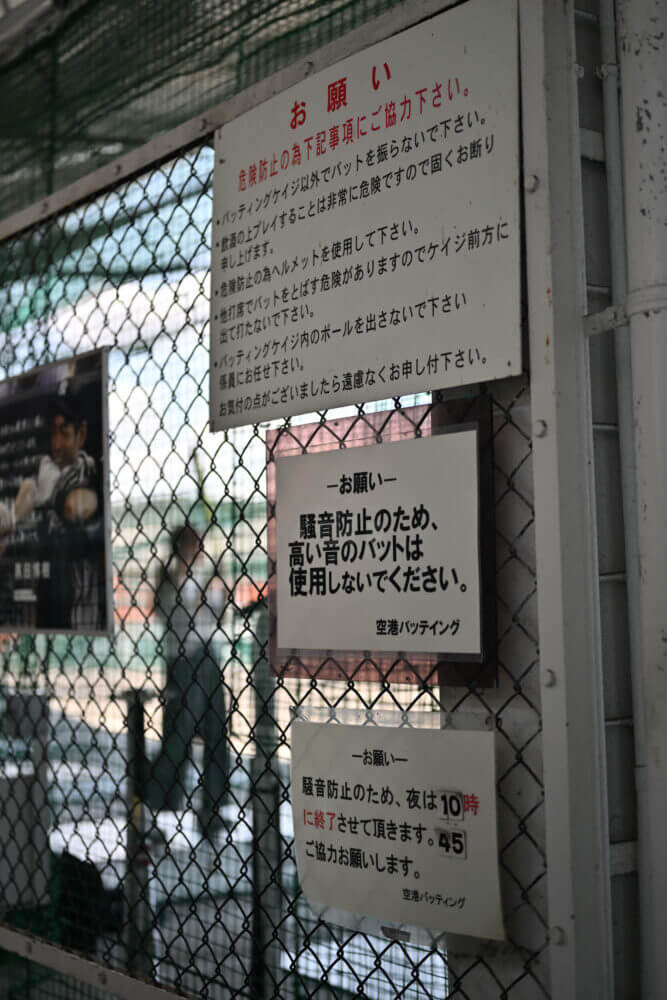 お願い
危険防止の為下記事項にご協力下さい。
・バッティングケイジ以外でバットを振らないで下さい。
・飲酒の上プレイすることは非常に危険ですので固くお断り
申し上げます。
・危険防止の為ヘルメットを使用して下さい。
・他打席でバットをとばす危険がありますのでケイジ前方に
出て打たないで下さい。
・バッティングケイジ内のボールを出さないで下さい
係員にお任せ下さい。
お気付の点がございましたら遠慮なくお申し付下さい。
ーお願いー
騒音防止のため、
高い音のバットは
使用しないでください。
空港バッテイング
ーお願いー
騒音防止のため、夜は10時
に終了させて頂きます。45
ご協力お願いします。
空港バッティング